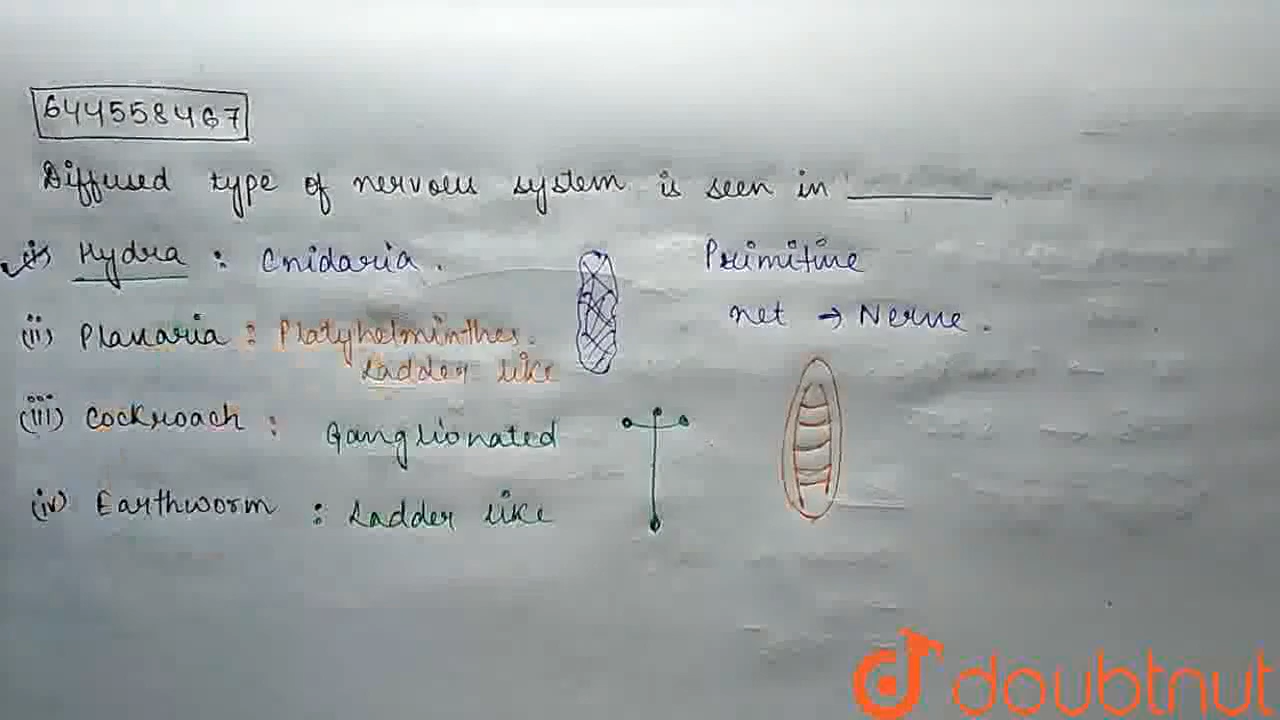 644558467
Diffused type of nervous system is seen in
(i) Hydra : Cnidaria.
Primitive
net → Nerve.
(ii) Planaria : Platyhelminthes.
Ladder like
(iii) Cockroach : Ganglionated
(iv) Earthworm : Ladder like
doubtnut